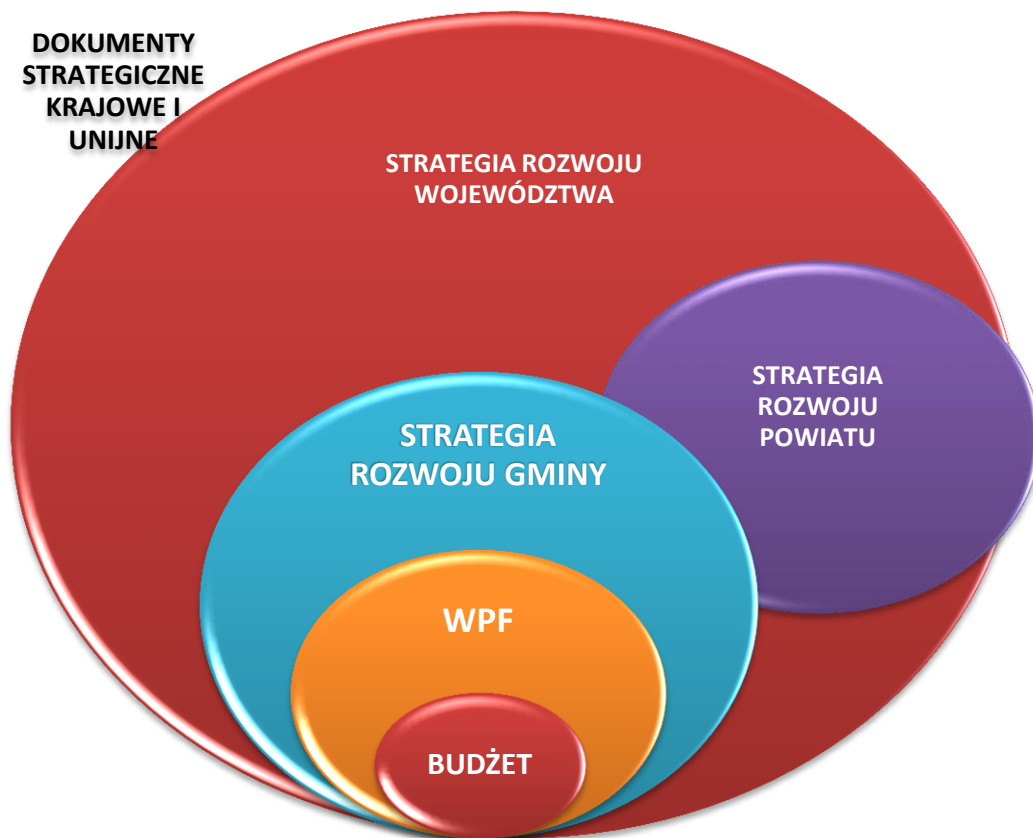 DOKUMENTY
STRATEGICZNE
KRAJOWE I
UNIJNE
STRATEGIA ROZWOJU
WOJEWÓDZTWA
STRATEGIA
ROZWOJU
POWIATU
STRATEGIA
ROZWOJU GMINY
WPF
BUDŻET